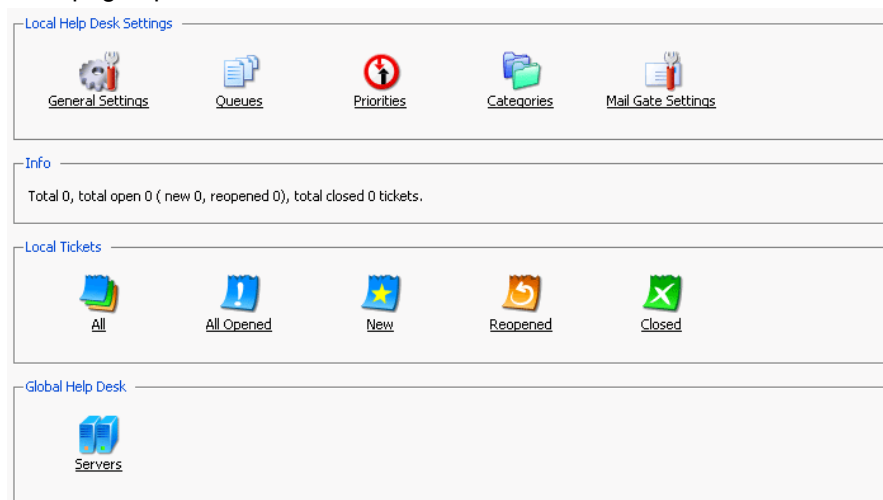 Local Help Desk Settings
General Settings Queues Priorities Categories Mail Gate Settings
Info
Total 0, total open 0 ( new 0, reopened 0), total closed 0 tickets.
Local Tickets
All All Opened New Reopened Closed
Global Help Desk
Servers